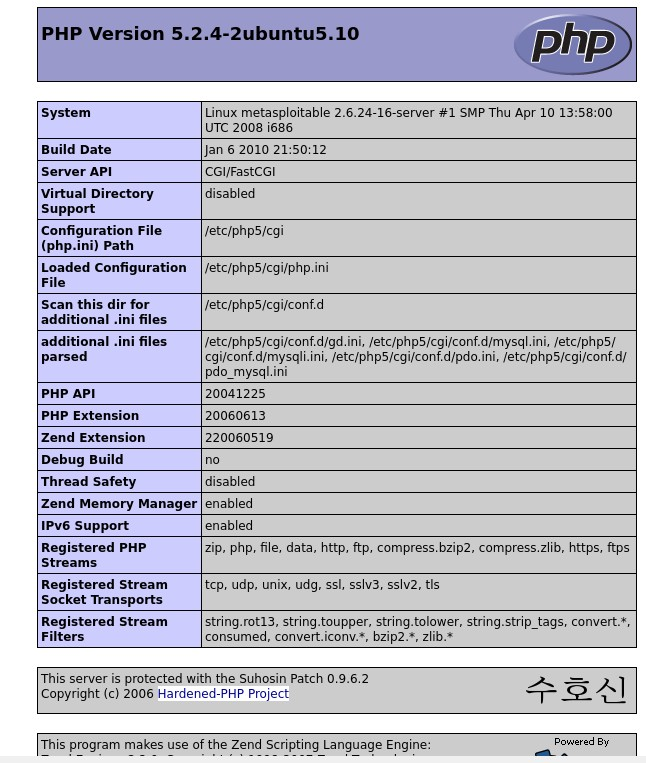 PHP Version 5.2.4-2ubuntu5.10
php
System
Linux metasploitable 2.6.24-16-server #1 SMP Thu Apr 10 13:58:00
UTC 2008 i686
Build Date
Jan 6 2010 21:50:12
Server API
CGI/FastCGI
Virtual Directory
Support
disabled
Configuration File
(php.ini) Path
/etc/php5/cgi
Loaded Configuration
File
/etc/php5/cgi/php.ini
Scan this dir for
additional .ini files
/etc/php5/cgi/conf.d
additional .ini files
parsed
/etc/php5/cgi/conf.d/gd.ini, /etc/php5/cgi/conf.d/mysql.ini, /etc/php5/
cgi/conf.d/mysqli.ini, /etc/php5/cgi/conf.d/pdo.ini, /etc/php5/cgi/conf.d/
pdo_mysql.ini
PHP API
20041225
PHP Extension
20060613
Zend Extension
220060519
Debug Build
no
Thread Safety
disabled
Zend Memory Manager
enabled
IPv6 Support
enabled
Registered PHP
Streams
zip, php, file, data, http, ftp, compress.bzip2, compress.zlib, https, ftps
Registered Stream
Socket Transports
tcp, udp, unix, udg, ssl, sslv3, sslv2, tls
Registered Stream
Filters
string.rot13, string.toupper, string.tolower, string.strip_tags, convert.*,
consumed, convert.iconv.*, bzip2.*, zlib.*
This server is protected with the Suhosin Patch 0.9.6.2
Copyright (c) 2006 Hardened-PHP Project
수호신
This program makes use of the Zend Scripting Language Engine:
Powered By